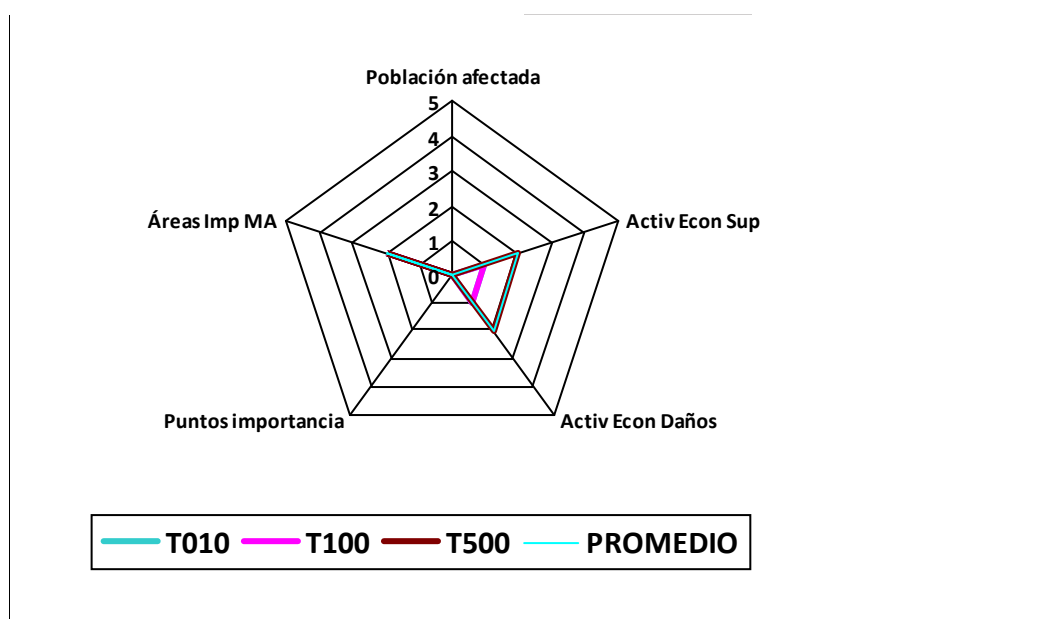 Población afectada
5
4
3
2
1
0
Áreas Imp MA
Activ Econ Sup
Puntos importancia
Activ Econ Daños
T010 T100 T500 PROMEDIO